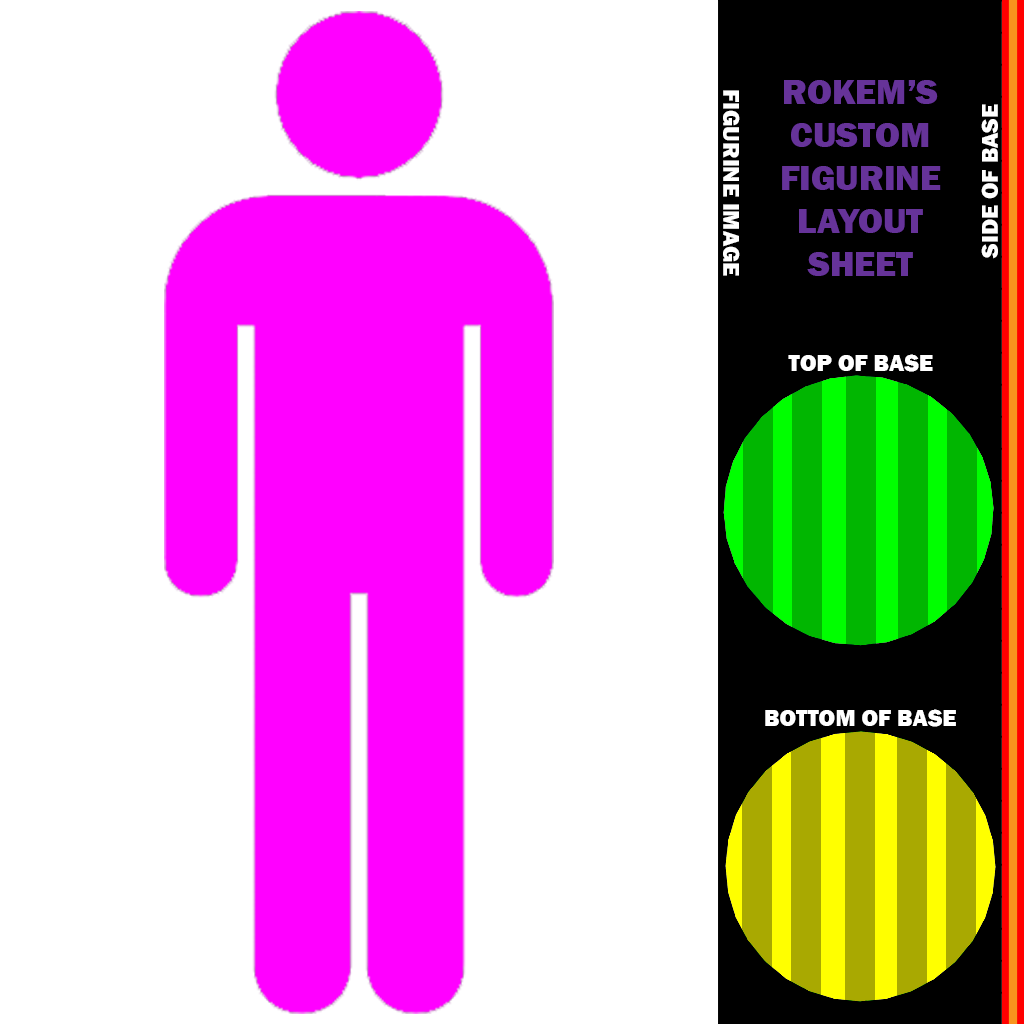 ROKEM’S
CUSTOM
FIGURINE
LAYOUT
SHEET
FIGURINE IMAGE
SIDE OF BASE
TOP OF BASE
BOTTOM OF BASE